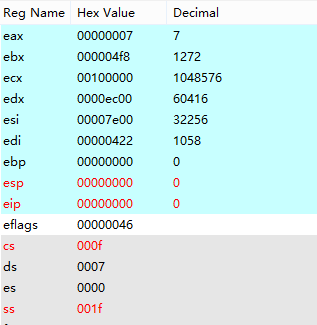 Reg Name Hex Value Decimal
eax 00000007 7
ebx 000004f8 1272
ecx 00100000 1048576
edx 0000ec00 60416
esi 00007e00 32256
edi 00000422 1058
ebp 00000000 0
esp 00000000 0
eip 00000000 0
eflags 00000046
cs 000f
ds 0007
es 0000
ss 001f